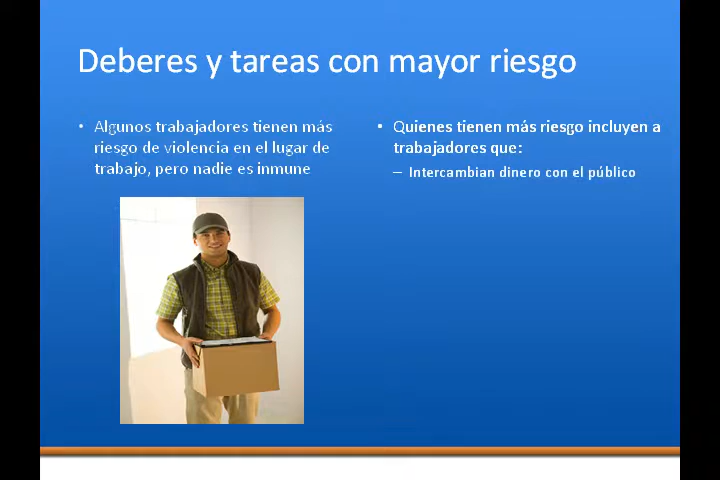 Deberes y tareas con mayor riesgo
• Algunos trabajadores tienen más
riesgo de violencia en el lugar de
trabajo, pero nadie es inmune
• Quienes tienen más riesgo incluyen a
trabajadores que:
– Intercambian dinero con el público